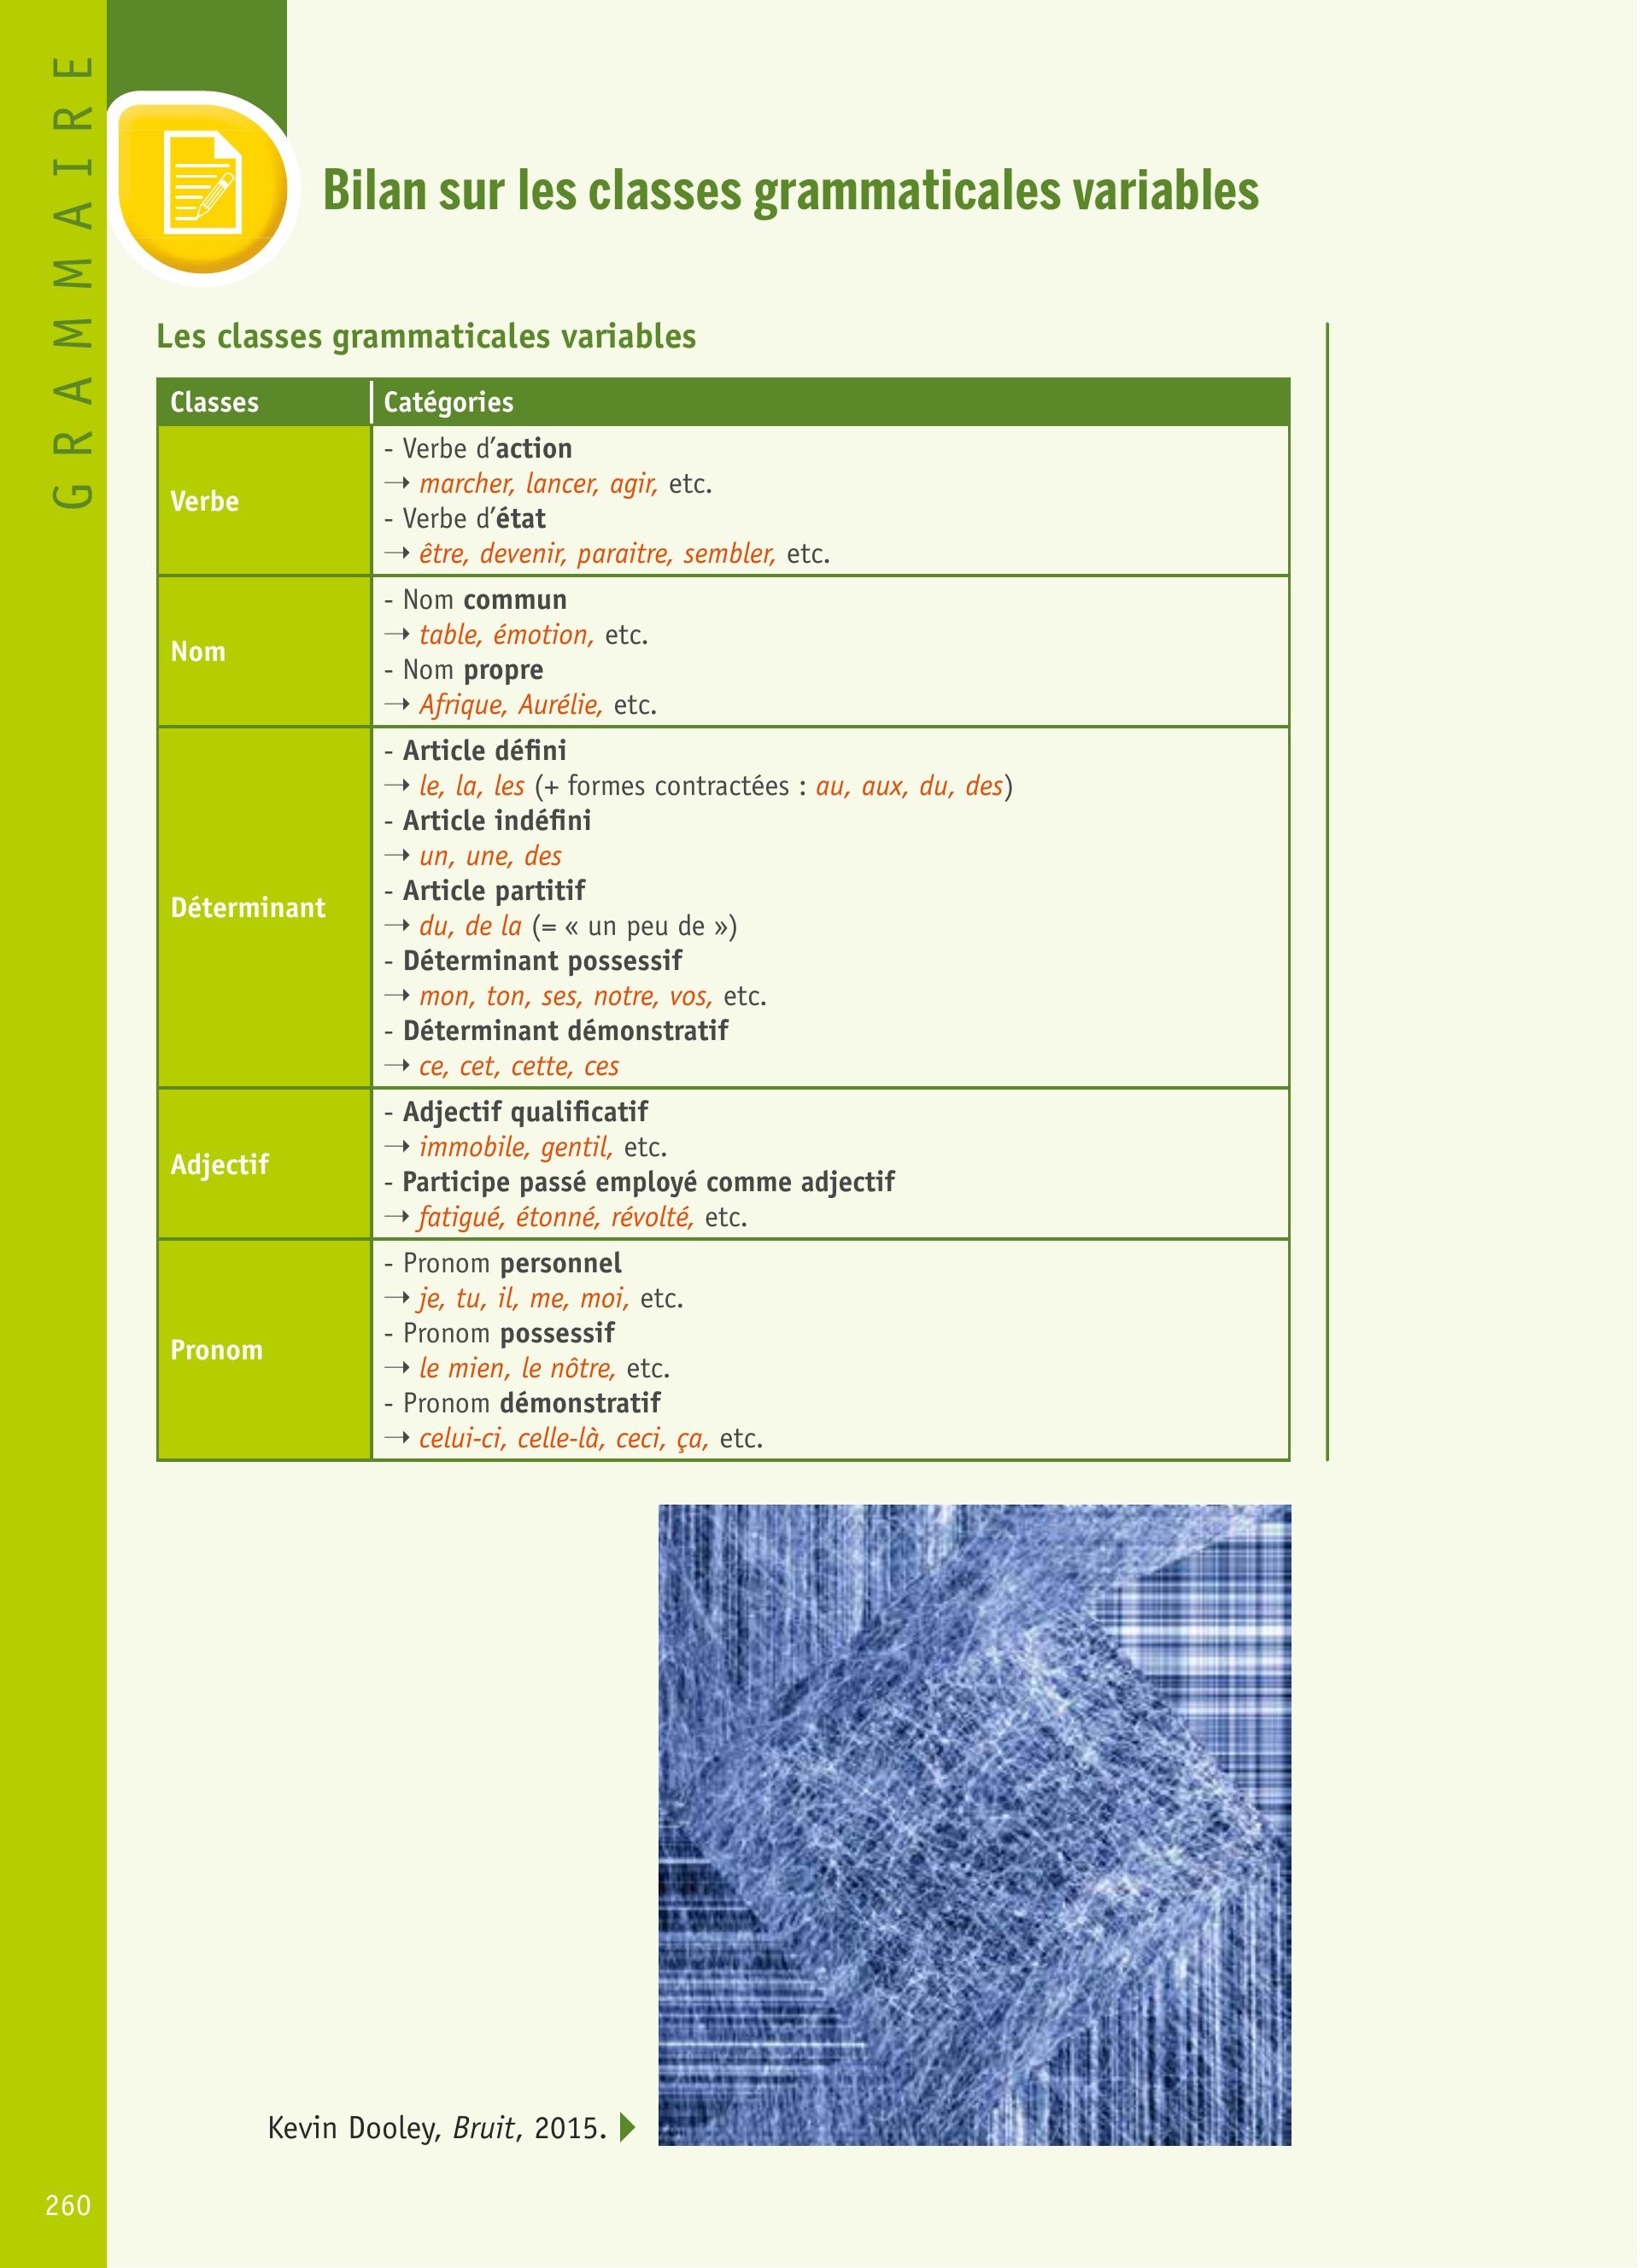 GRAMMAIRE
Bilan sur les classes grammaticales variables
Les classes grammaticales variables
Classes
Catégories
Verbe
- Verbe d’action
→ marcher, lancer, agir, etc.
- Verbe d’état
→ être, devenir, paraitre, sembler, etc.
Nom
- Nom commun
→ table, émotion, etc.
- Nom propre
→ Afrique, Aurélie, etc.
Déterminant
- Article défini
→ le, la, les (+ formes contractées : au, aux, du, des)
- Article indéfini
→ un, une, des
- Article partitif
→ du, de la (= « un peu de »)
- Déterminant possessif
→ mon, ton, ses, notre, vos, etc.
- Déterminant démonstratif
→ ce, cet, cette, ces
Adjectif
- Adjectif qualificatif
→ immobile, gentil, etc.
- Participe passé employé comme adjectif
→ fatigué, étonné, révolté, etc.
Pronom
- Pronom personnel
→ je, tu, il, me, moi, etc.
- Pronom possessif
→ le mien, le nôtre, etc.
- Pronom démonstratif
→ celui-ci, celle-là, ceci, ça, etc.
Kevin Dooley, Bruit, 2015.
260